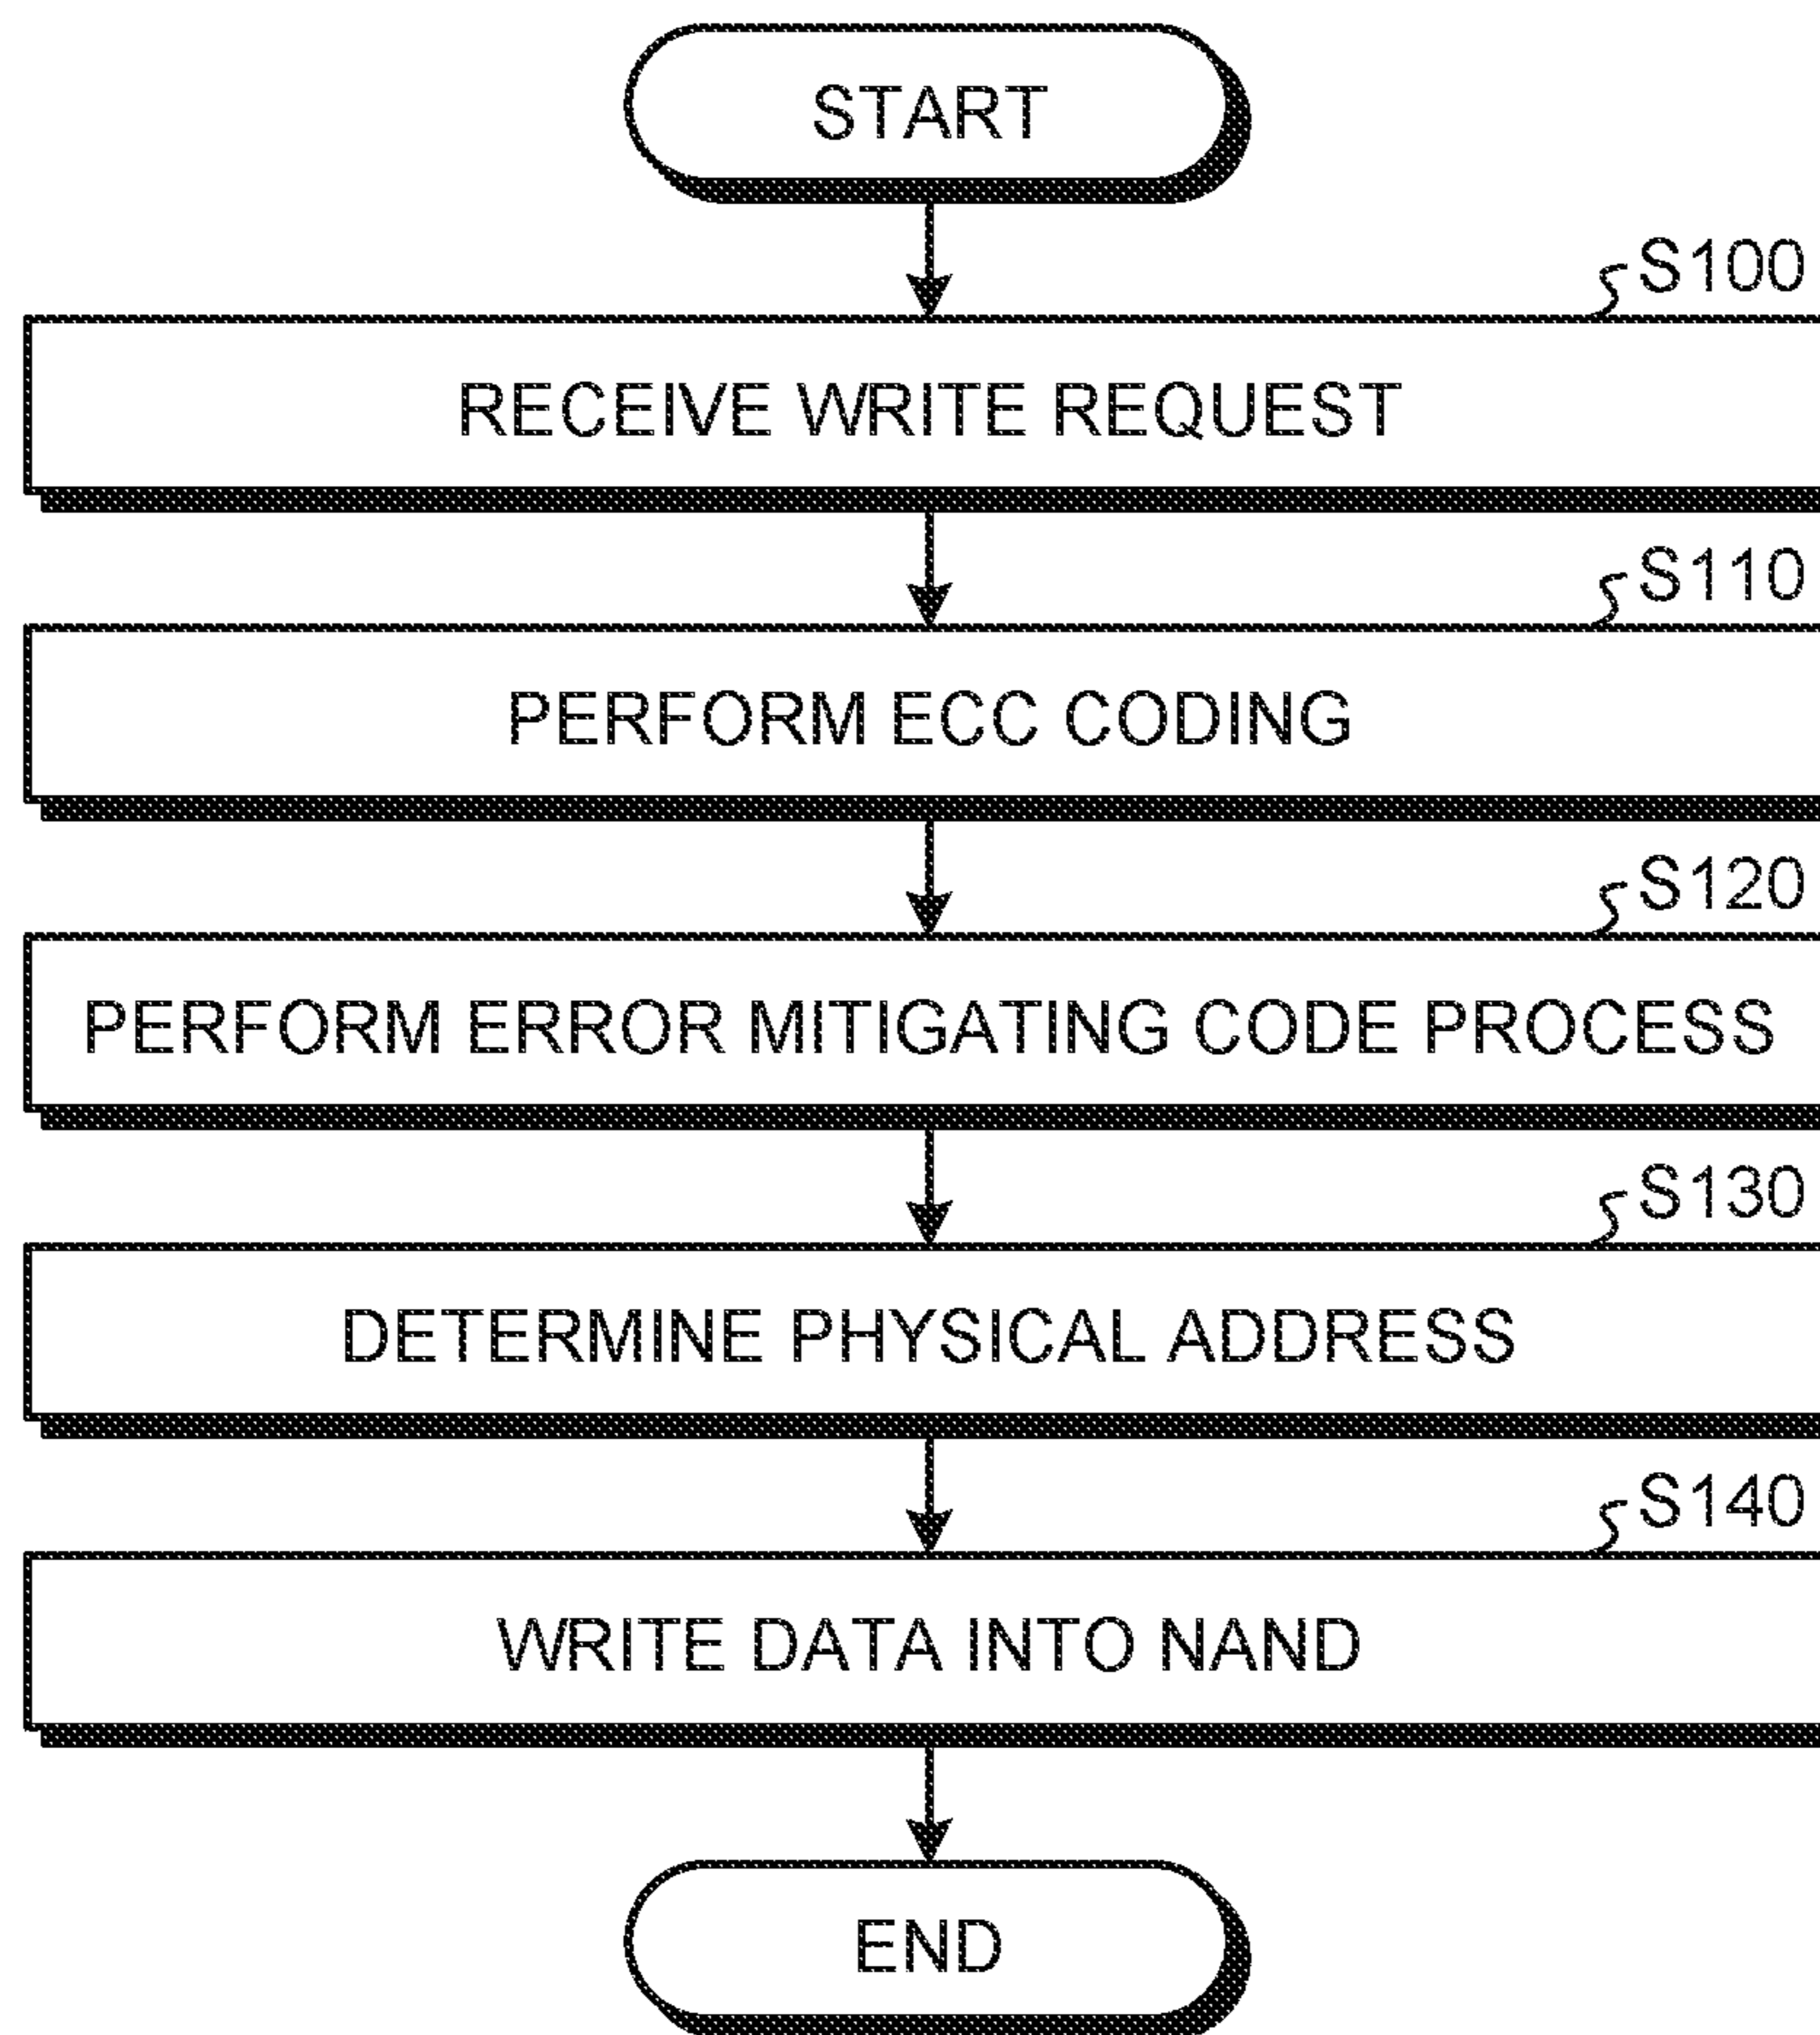 START
S100
RECEIVE WRITE REQUEST
S110
PERFORM ECC CODING
S120
PERFORM ERROR MITIGATING CODE PROCESS
S130
DETERMINE PHYSICAL ADDRESS
S140
WRITE DATA INTO NAND
END